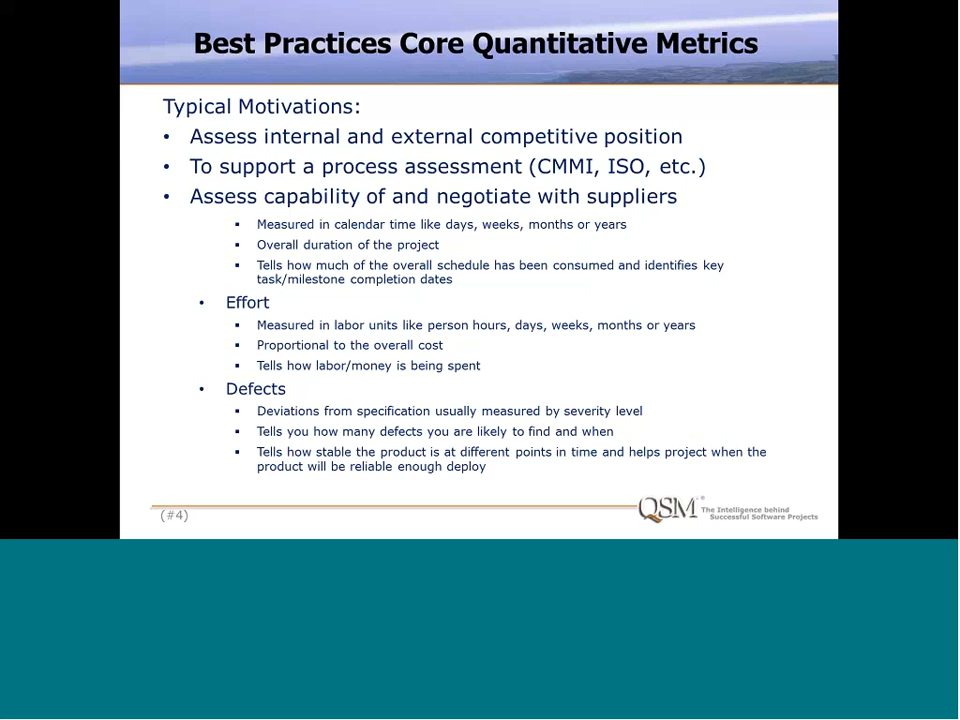 Best Practices Core Quantitative Metrics
Typical Motivations:
• Assess internal and external competitive position
• To support a process assessment (CMMI, ISO, etc.)
• Assess capability of and negotiate with suppliers
▪ Measured in calendar time like days, weeks, months or years
▪ Overall duration of the project
▪ Tells how much of the overall schedule has been consumed and identifies key
task/milestone completion dates
• Effort
▪ Measured in labor units like person hours, days, weeks, months or years
▪ Proportional to the overall cost
▪ Tells how labor/money is being spent
• Defects
▪ Deviations from specification usually measured by severity level
▪ Tells you how many defects you are likely to find and when
▪ Tells how stable the product is at different points in time and helps project when the
product will be reliable enough deploy
(#4)
QSM®
The Intelligence behind
Successful Software Projects